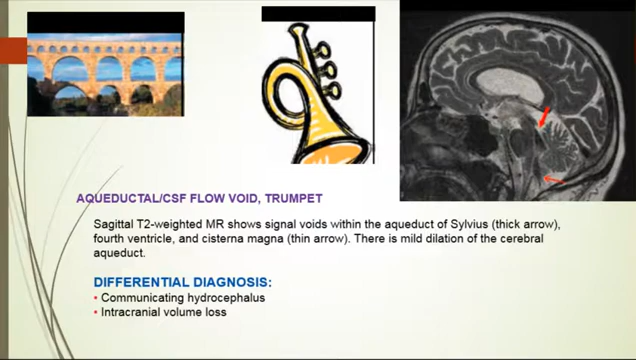 AQUEDUCTAL/CSF FLOW VOID, TRUMPET
Sagittal T2-weighted MR shows signal voids within the aqueduct of Sylvius (thick arrow),
fourth ventricle, and cisterna magna (thin arrow). There is mild dilation of the cerebral
aqueduct.
DIFFERENTIAL DIAGNOSIS:
• Communicating hydrocephalus
• Intracranial volume loss